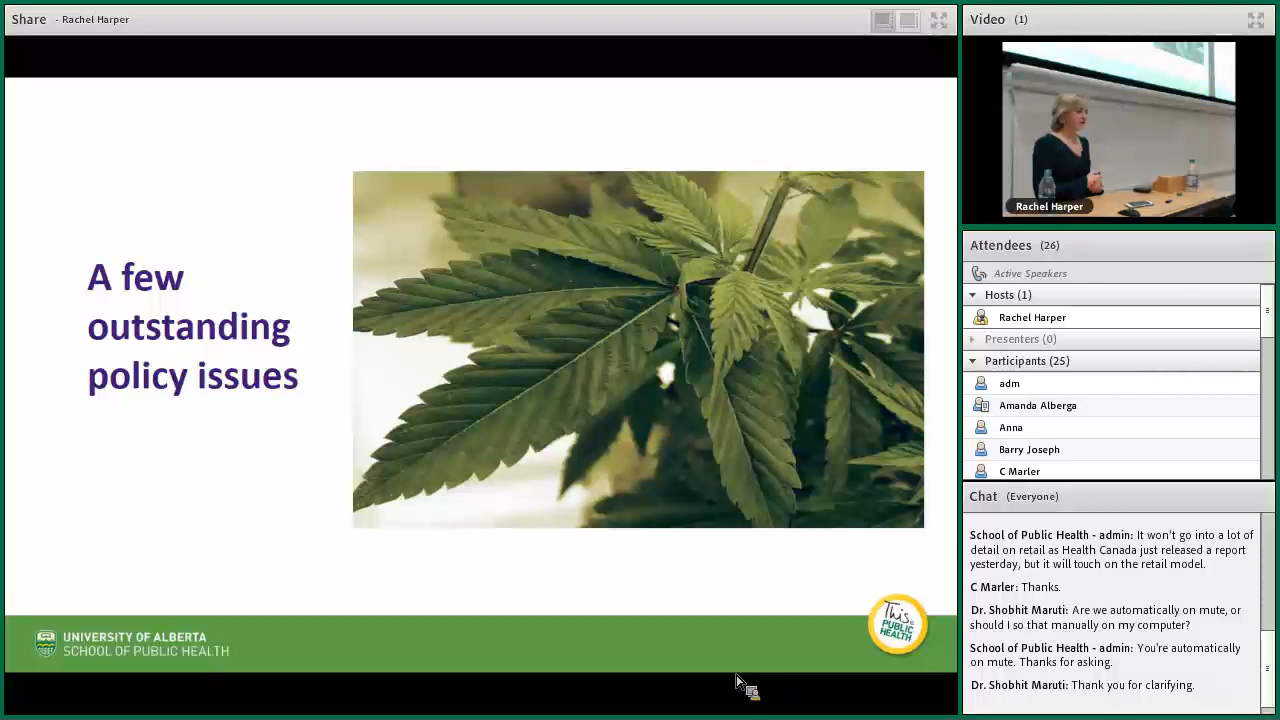 Share - Rachel Harper
A few
outstanding
policy issues
UNIVERSITY OF ALBERTA
SCHOOL OF PUBLIC HEALTH
This is
PUBLIC
HEALTH
Video (1)
Rachel Harper
Attendees (26)
Active Speakers
Hosts (1)
Rachel Harper
Presenters (0)
Participants (25)
adm
Amanda Alberga
Anna
Barry Joseph
C Marler
Chat (Everyone)
School of Public Health - admin: It won't go into a lot of
detail on retail as Health Canada just released a report
yesterday, but it will touch on the retail model.
C Marler: Thanks.
Dr. Shobhit Maruti: Are we automatically on mute, or
should I so that manually on my computer?
School of Public Health - admin: You're automatically
on mute. Thanks for asking.
Dr. Shobhit Maruti: Thank you for clarifying.